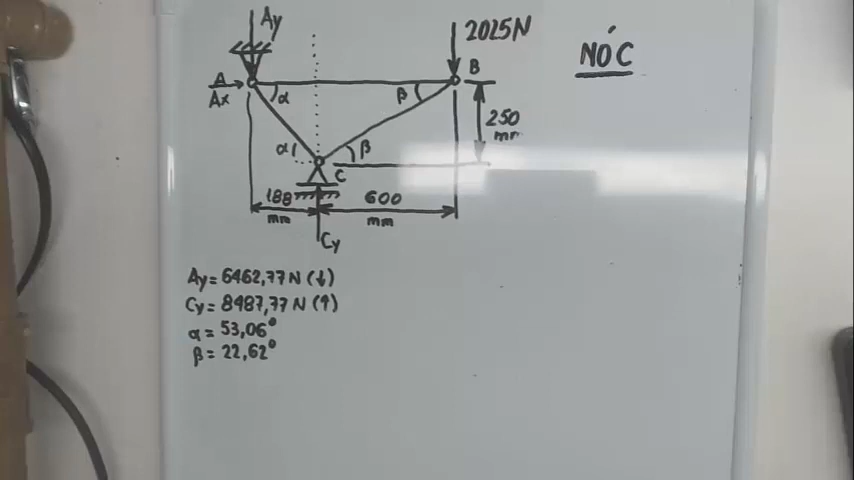 Ay
2025N
NÓ C
A
B
Ax
α
β
250
mm
α
β
C
188
600
mm
mm
Cy
Ay = 6462,77 N (↓)
Cy = 8487,77 N (↑)
α = 53,06°
β = 22,62°